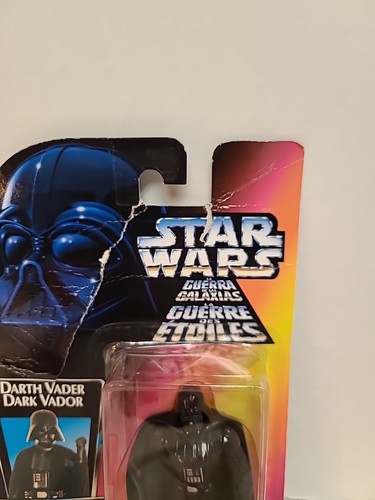 STAR
WARS
LA
GUERRA
DE LAS
GALAXIAS
LA
GUERRE
DES
ÉTOILES
DARTH VADER
DARK VADOR